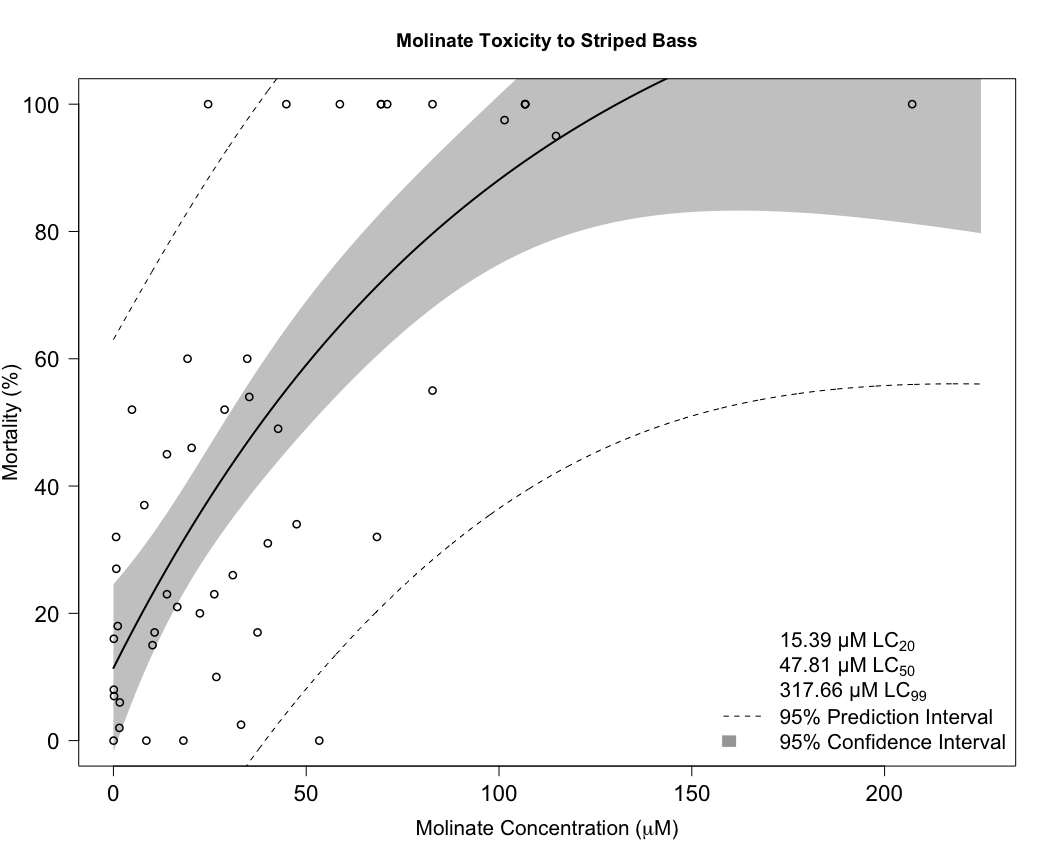 Molinate Toxicity to Striped Bass
Mortality (%)
100
80
60
40
20
0
15.39 µM LC20
47.81 µM LC50
317.66 µM LC99
95% Prediction Interval
95% Confidence Interval
0 50 100 150 200
Molinate Concentration (µM)